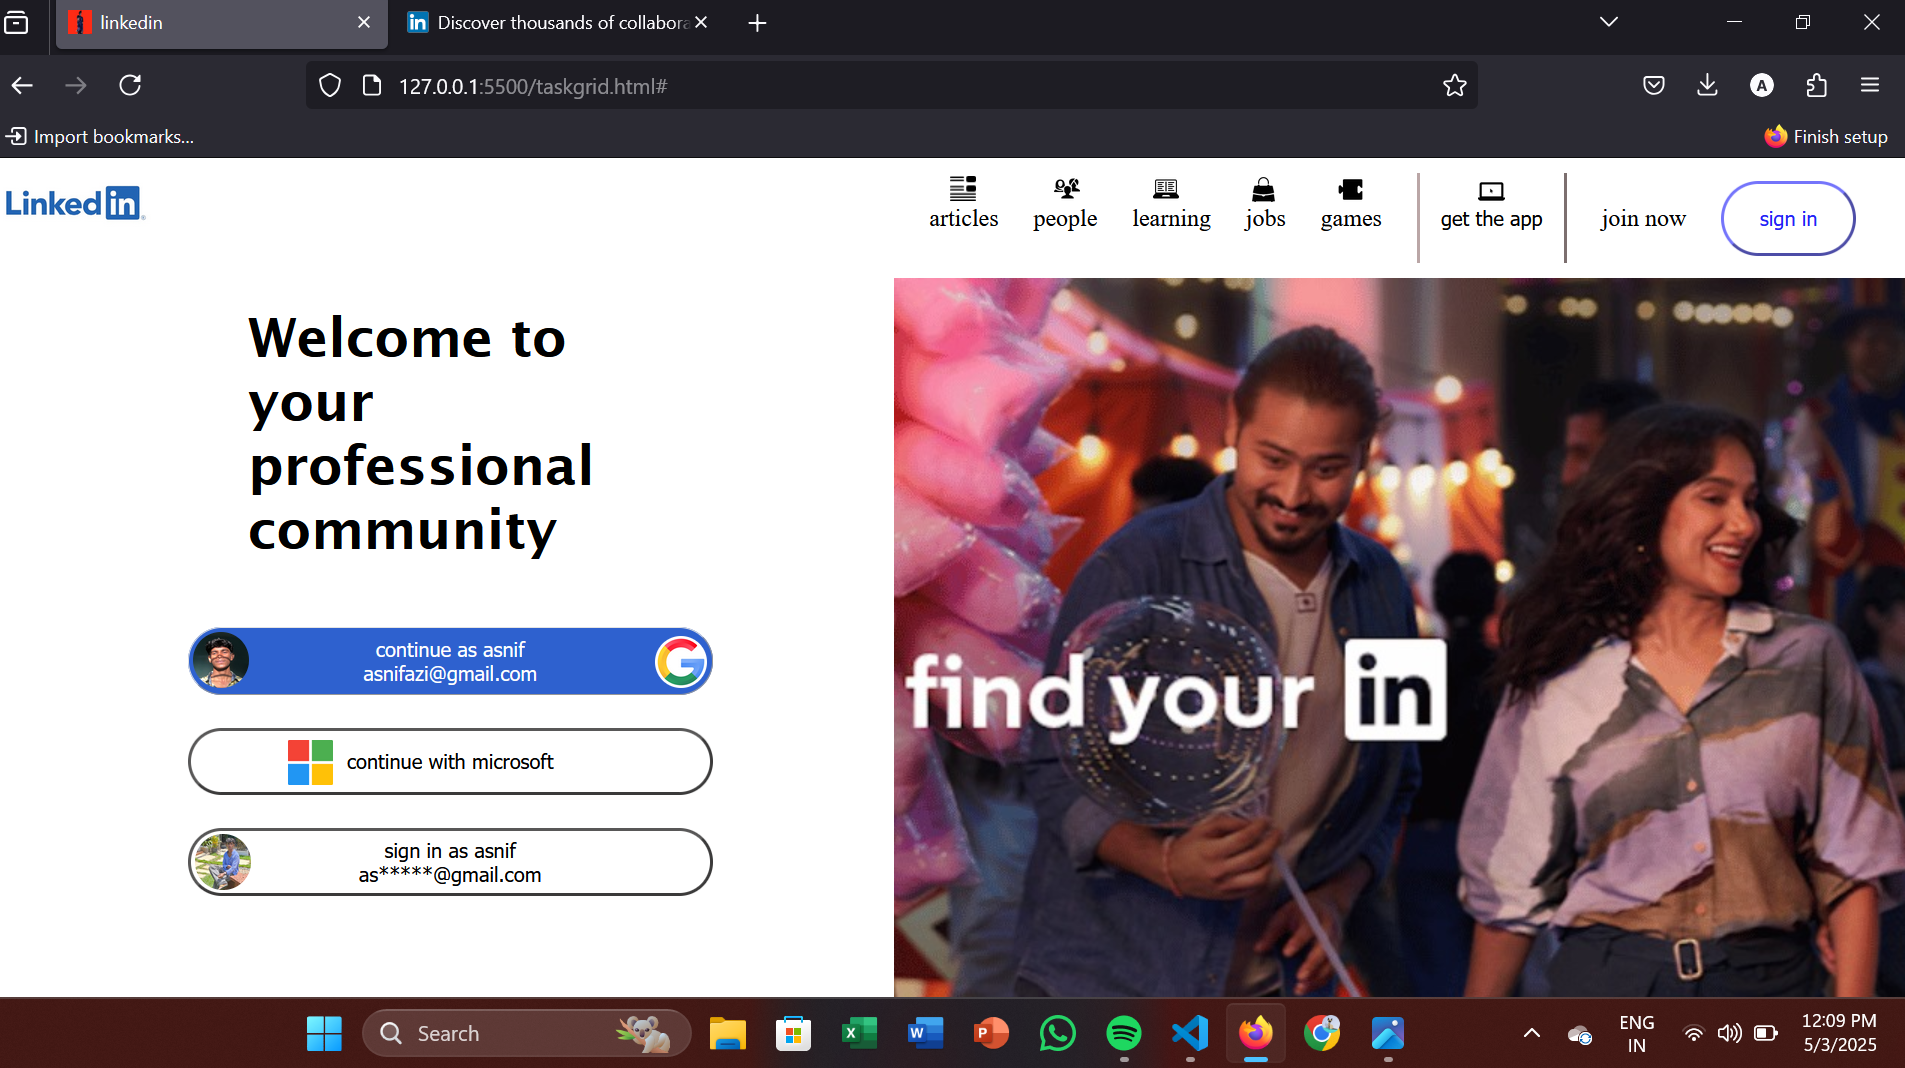 linkedin
Discover thousands of collabora
127.0.0.1:5500/taskgrid.html#
A
Import bookmarks...
Finish setup
Linked in
articles
people
learning
jobs
games
get the app
join now
sign in
Welcome to
your
professional
community
continue as asnif
asnifazi@gmail.com
G
continue with microsoft
sign in as asnif
as*****@gmail.com
find your in
Search
X
W
P
ENG
IN
12:09 PM
5/3/2025